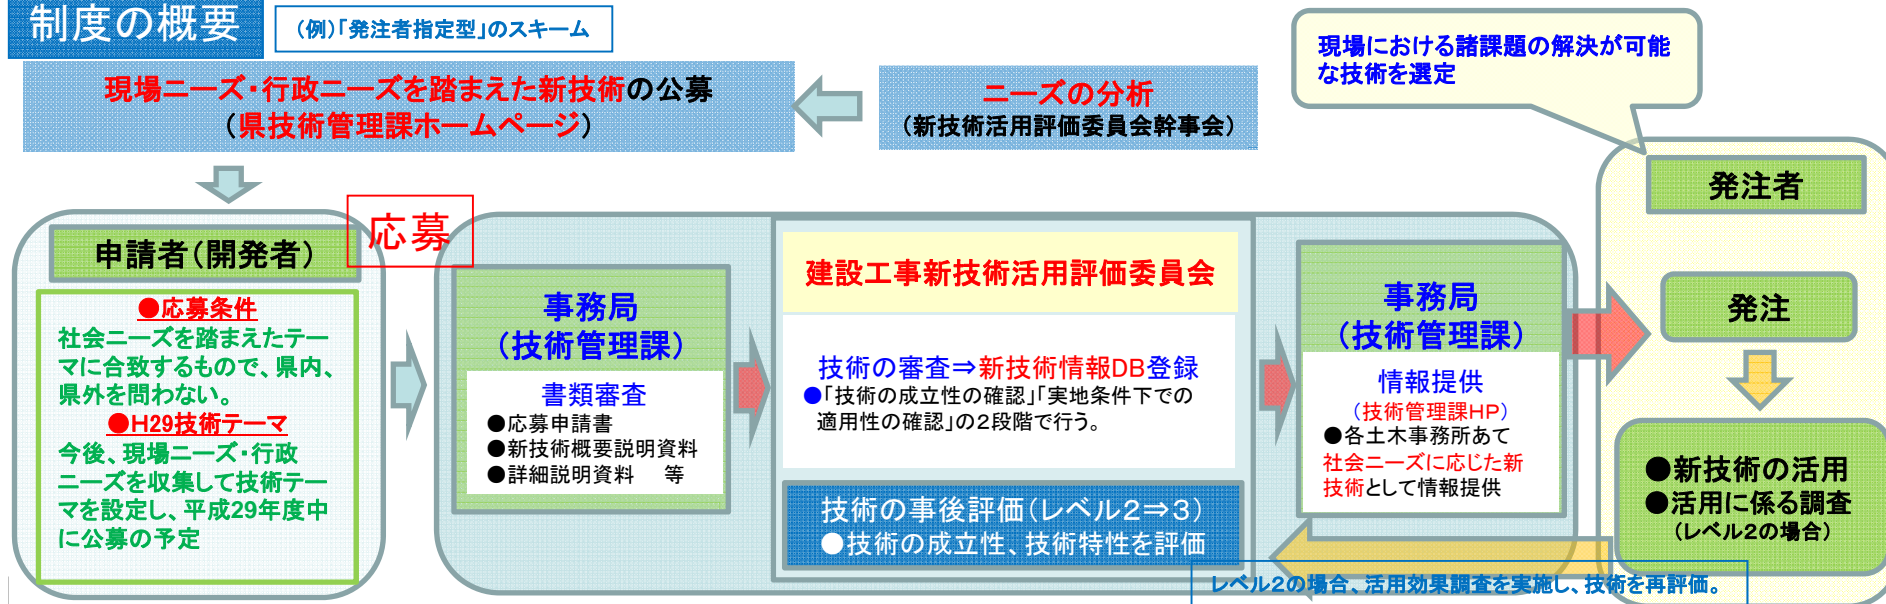 制度の概要
(例)「発注者指定型」のスキーム
現場ニーズ・行政ニーズを踏まえた新技術の公募
(県技術管理課ホームページ)
ニーズの分析
(新技術活用評価委員会幹事会)
現場における諸課題の解決が可能
な技術を選定
申請者(開発者)
応募
●応募条件
社会ニーズを踏まえたテー
マに合致するもので、県内、
県外を問わない。
●H29技術テーマ
今後、現場ニーズ・行政
ニーズを収集して技術テー
マを設定し、平成29年度中
に公募の予定
事務局
(技術管理課)
書類審査
●応募申請書
●新技術概要説明資料
●詳細説明資料 等
建設工事新技術活用評価委員会
技術の審査⇒新技術情報DB登録
●「技術の成立性の確認」「実地条件下での
適用性の確認」の2段階で行う。
技術の事後評価(レベル2⇒3)
●技術の成立性、技術特性を評価
事務局
(技術管理課)
情報提供
(技術管理課HP)
●各土木事務所あて
社会ニーズに応じた新
技術として情報提供
発注者
発注
●新技術の活用
●活用に係る調査
(レベル2の場合)
レベル2の場合、活用効果調査を実施し、技術を再評価。